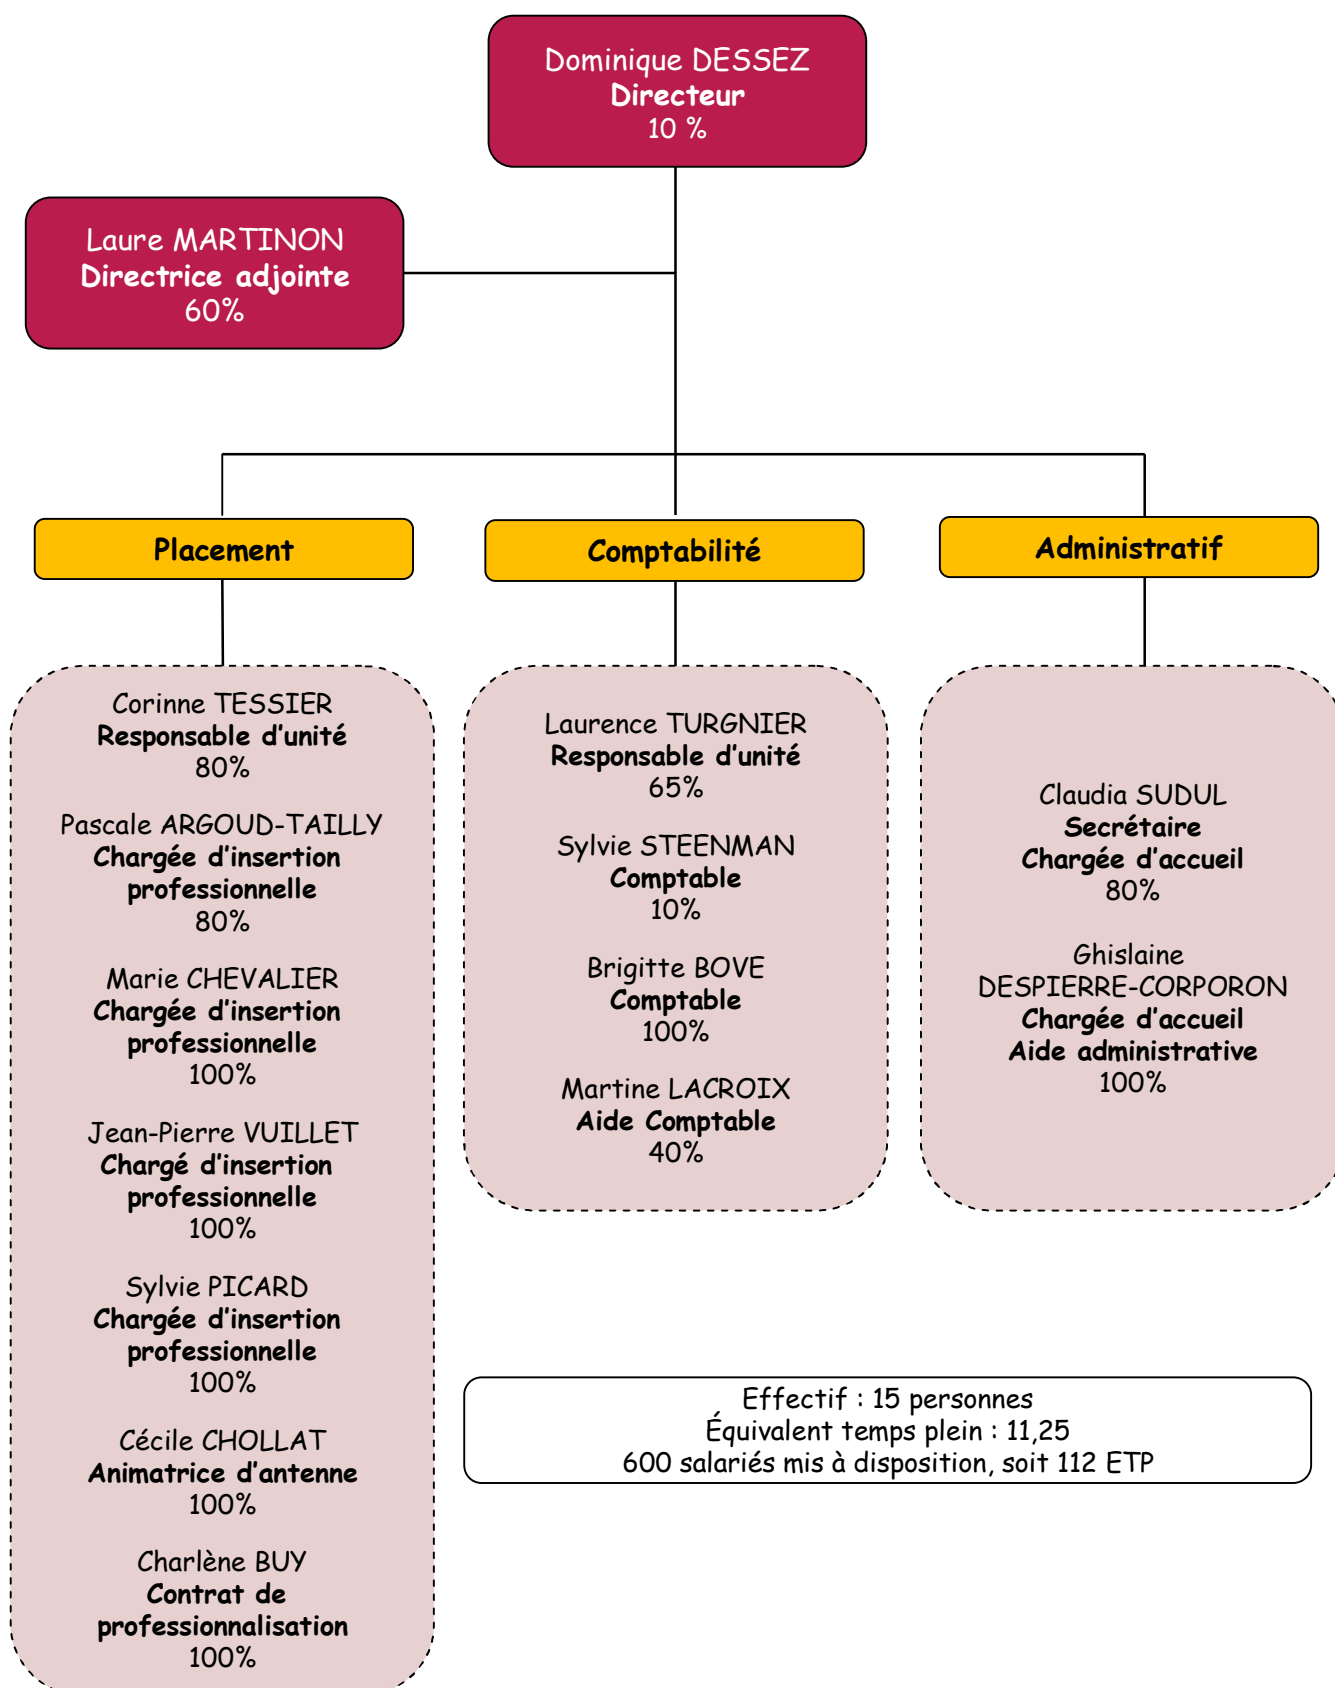 Dominique DESSEZ
Directeur
10 %
Laure MARTINON
Directrice adjointe
60%
Placement
Comptabilité
Administratif
Corinne TESSIER
Responsable d’unité
80%
Pascale ARGOUD-TAILLY
Chargée d’insertion
professionnelle
80%
Marie CHEVALIER
Chargée d’insertion
professionnelle
100%
Jean-Pierre VUILLET
Chargé d’insertion
professionnelle
100%
Sylvie PICARD
Chargée d’insertion
professionnelle
100%
Cécile CHOLLAT
Animatrice d’antenne
100%
Charlène BUY
Contrat de
professionnalisation
100%
Laurence TURGNIER
Responsable d’unité
65%
Sylvie STEENMAN
Comptable
10%
Brigitte BOVE
Comptable
100%
Martine LACROIX
Aide Comptable
40%
Claudia SUDUL
Secrétaire
Chargée d’accueil
80%
Ghislaine
DESPIERRE-CORPORON
Chargée d’accueil
Aide administrative
100%
Effectif : 15 personnes
Équivalent temps plein : 11,25
600 salariés mis à disposition, soit 112 ETP